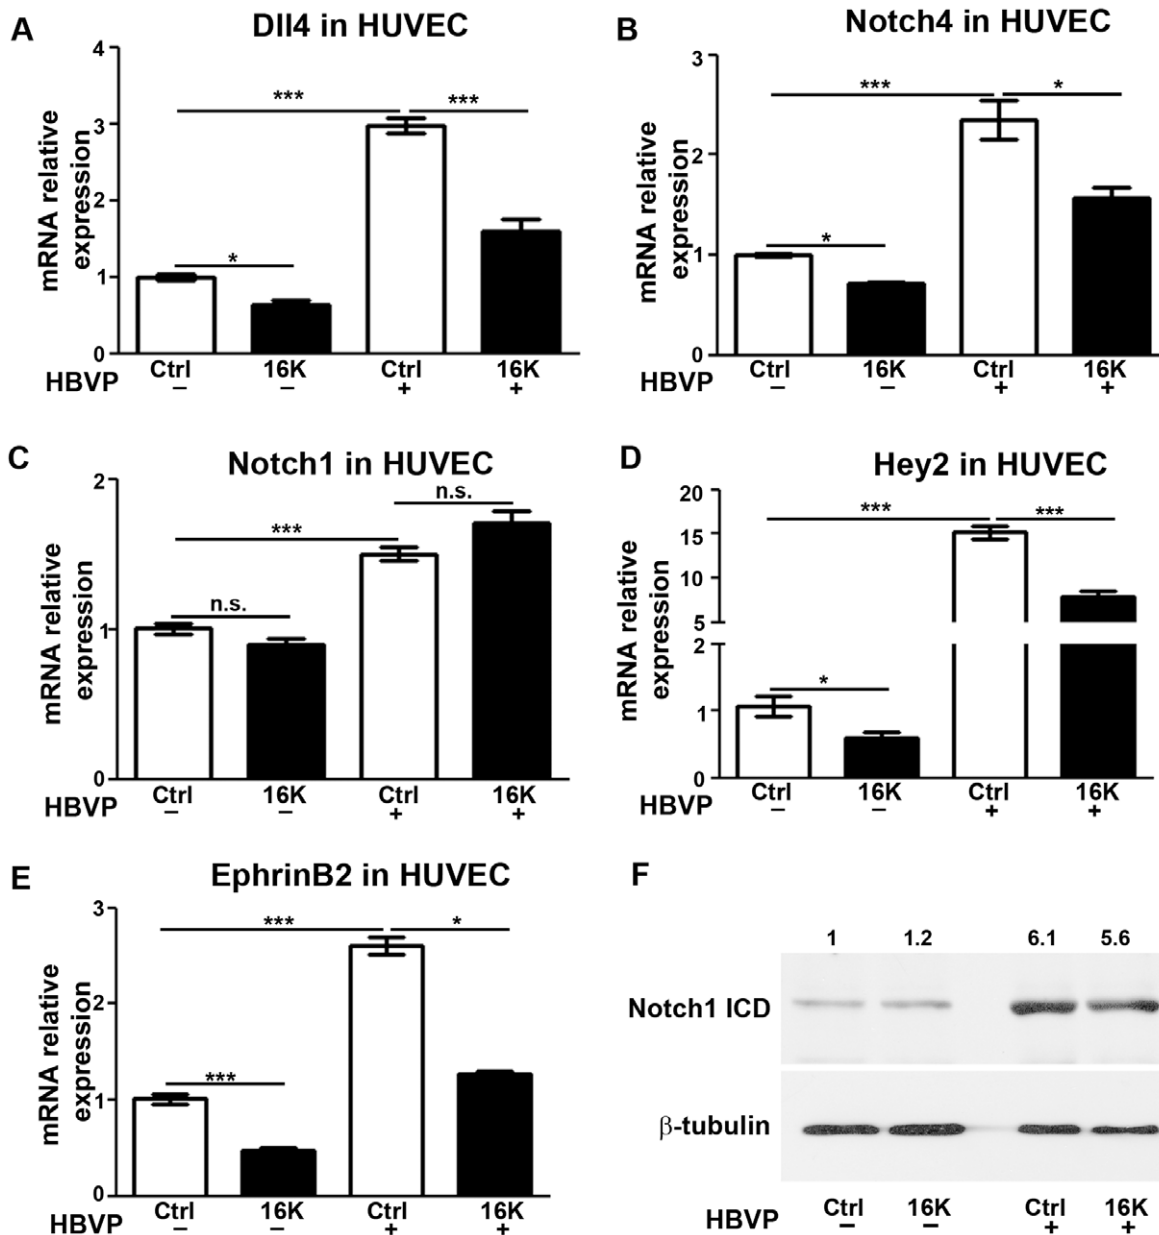 A
Dll4 in HUVEC
mRNA relative
expression
4
3
2
1
0
***
***
*
Ctrl 16K Ctrl 16K
HBVP – – + +
B
Notch4 in HUVEC
mRNA relative
expression
3
2
1
0
***
*
*
Ctrl 16K Ctrl 16K
HBVP – – + +
C
Notch1 in HUVEC
mRNA relative
expression
2
1
0
n.s.
***
n.s.
Ctrl 16K Ctrl 16K
HBVP – – + +
D
Hey2 in HUVEC
mRNA relative
expression
20
15
10
5
2
1
0
***
***
*
Ctrl 16K Ctrl 16K
HBVP – – + +
E
EphrinB2 in HUVEC
mRNA relative
expression
3
2
1
0
***
*
***
Ctrl 16K Ctrl 16K
HBVP – – + +
F
1 1.2 6.1 5.6
Notch1 ICD
β-tubulin
Ctrl 16K Ctrl 16K
HBVP – – + +